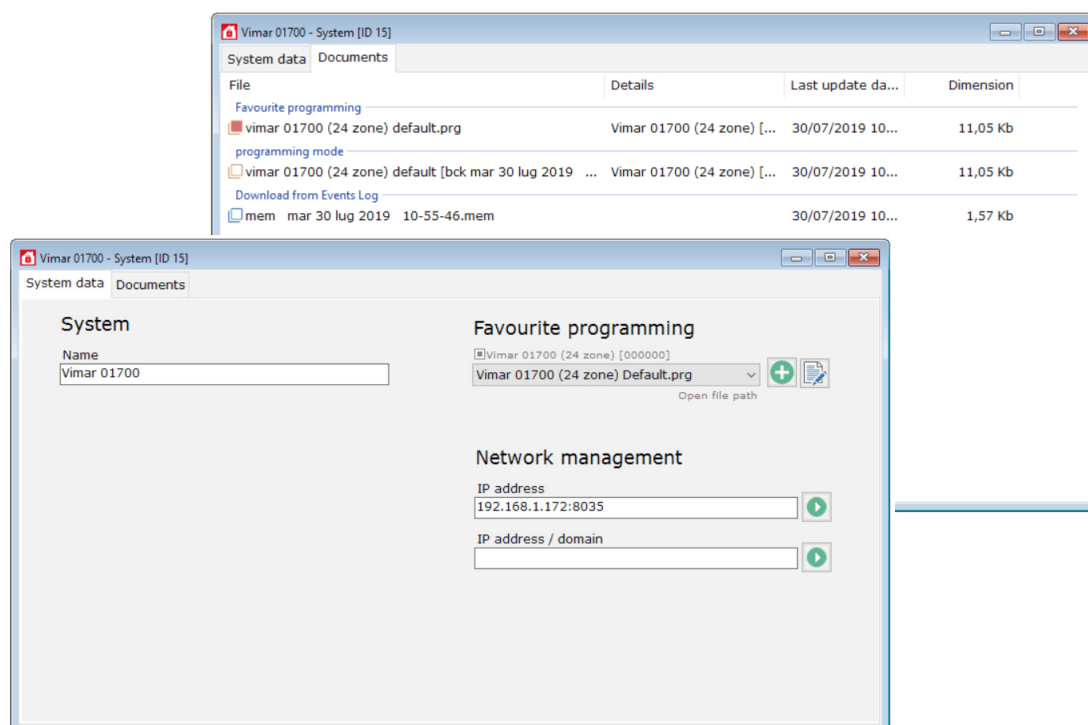 Vimar 01700 - System [ID 15]
System data Documents
File Details Last update da... Dimension
Favourite programming
vimar 01700 (24 zone) default.prg Vimar 01700 (24 zone) [... 30/07/2019 10... 11,05 Kb
programming mode
vimar 01700 (24 zone) default [bck mar 30 lug 2019 ... Vimar 01700 (24 zone) [... 30/07/2019 10... 11,05 Kb
Download from Events Log
mem mar 30 lug 2019 10-55-46.mem 30/07/2019 10... 1,57 Kb
Vimar 01700 - System [ID 15]
System data Documents
System
Name
Vimar 01700
Favourite programming
Vimar 01700 (24 zone) [000000]
Vimar 01700 (24 zone) Default.prg
Open file path
Network management
IP address
192.168.1.172:8035
IP address / domain